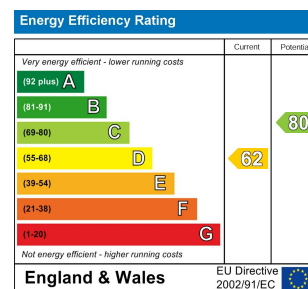 Energy Efficiency Rating
Current Potentia
Very energy efficient - lower running costs
(92 plus) A
(81-91) B
(69-80) C 80
(55-68) D 62
(39-54) E
(21-38) F
(1-20) G
Not energy efficient - higher running costs
England & Wales
EU Directive
2002/91/EC